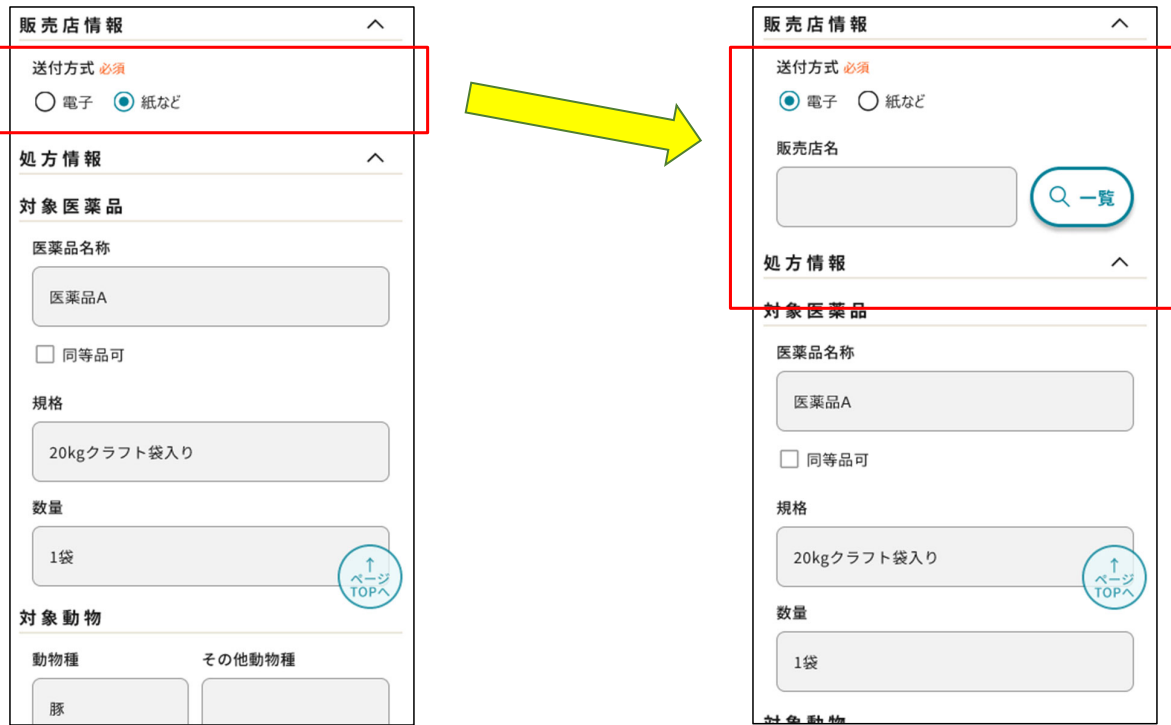 販売店情報
送付方式 必須
電子 紙など
処方情報
対象医薬品
医薬品名称
医薬品A
同等品可
規格
20kgクラフト袋入り
数量
1袋
↑
ページ
TOPへ
対象動物
動物種 その他動物種
豚
販売店情報
送付方式 必須
電子 紙など
販売店名
一覧
処方情報
対象医薬品
医薬品名称
医薬品A
同等品可
規格
20kgクラフト袋入り
↑
ページ
TOPへ
数量
1袋
対象動物